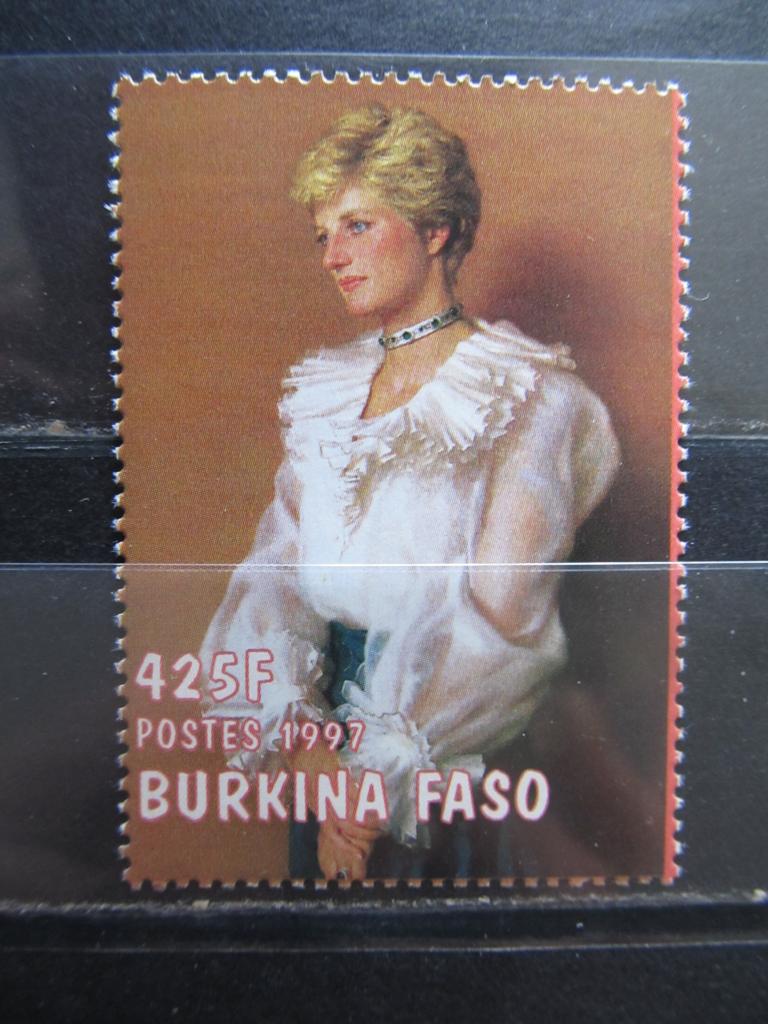 425F
POSTES 1997
BURKINA FASO